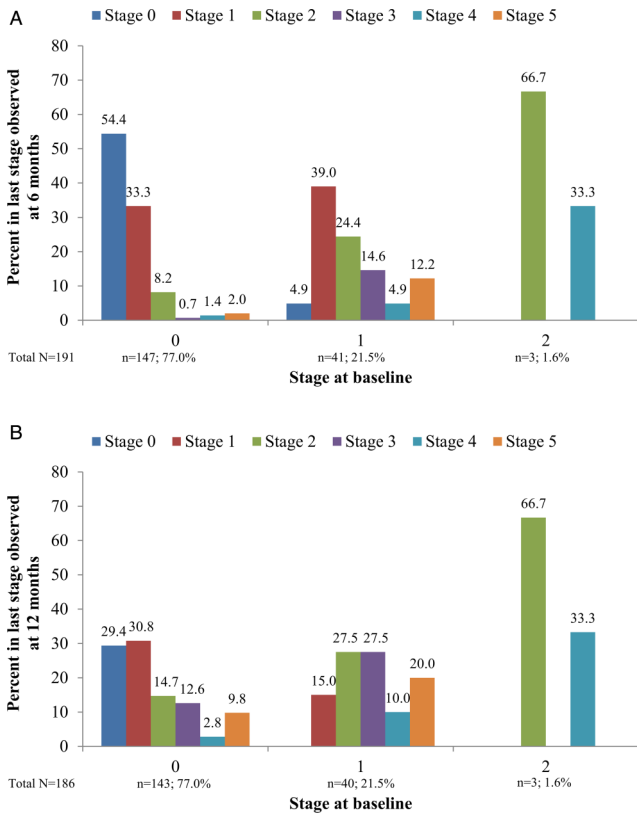 A
Stage 0 Stage 1 Stage 2 Stage 3 Stage 4 Stage 5
Percent in last stage observed
at 6 months
80
70
60
50
40
30
20
10
0
54.4 33.3 8.2 0.7 1.4 2.0
4.9 39.0 24.4 14.6 4.9 12.2
66.7 33.3
0 1 2
Total N=191 n=147; 77.0% n=41; 21.5% n=3; 1.6%
Stage at baseline
B
Stage 0 Stage 1 Stage 2 Stage 3 Stage 4 Stage 5
Percent in last stage observed
at 12 months
80
70
60
50
40
30
20
10
0
29.4 30.8 14.7 12.6 2.8 9.8
15.0 27.5 27.5 10.0 20.0
66.7 33.3
0 1 2
Total N=186 n=143; 77.0% n=40; 21.5% n=3; 1.6%
Stage at baseline